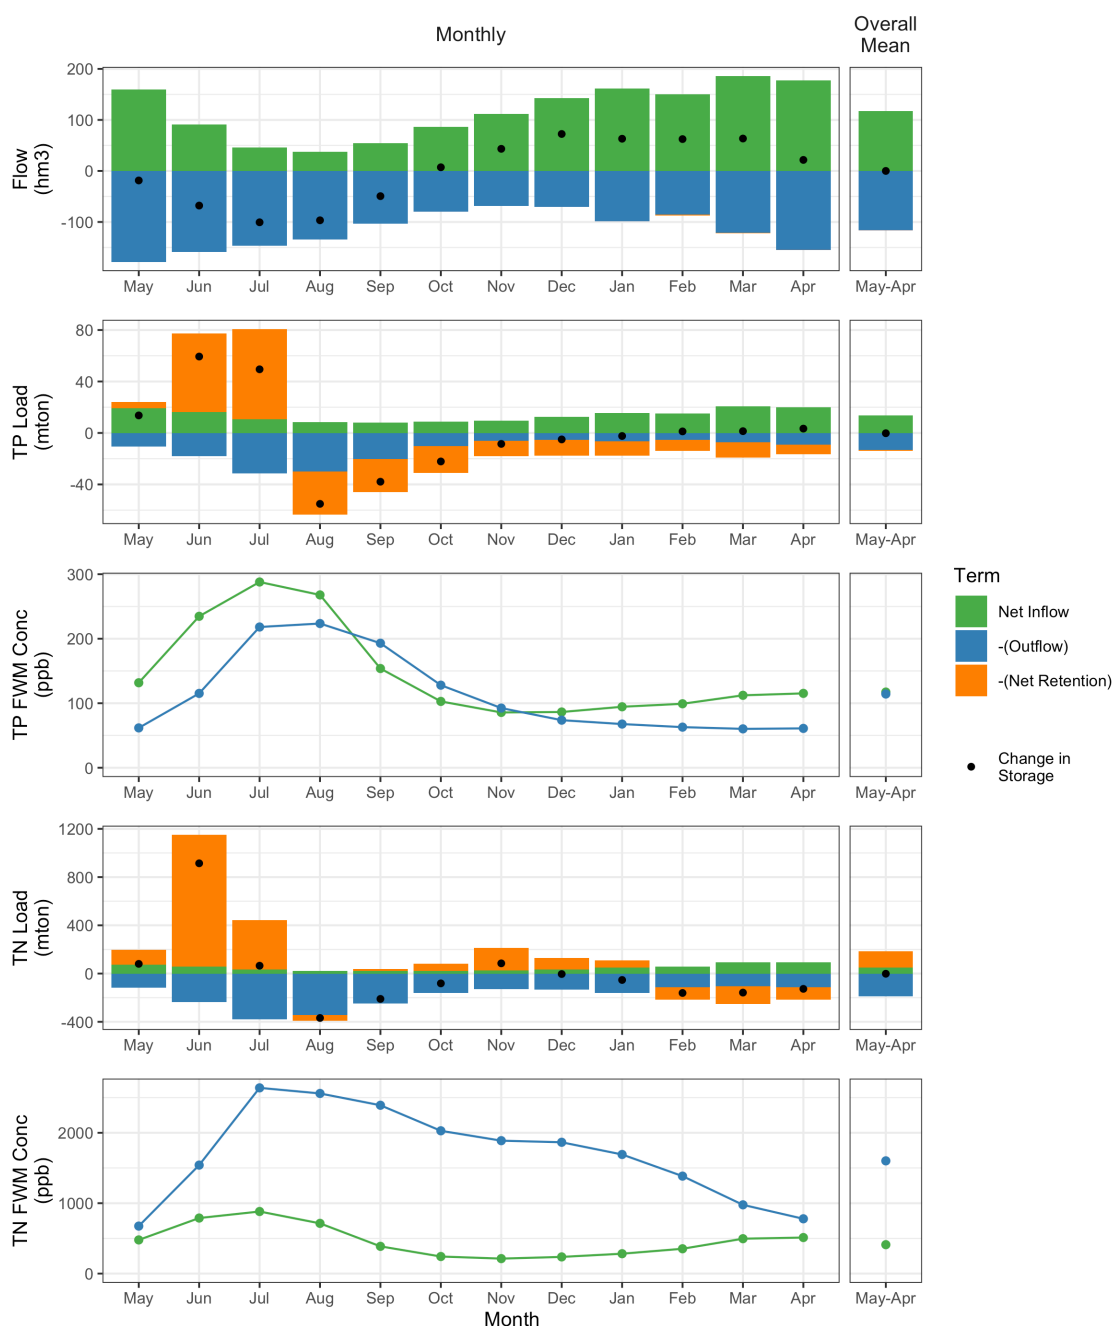 Monthly
Overall
Mean
Flow
(hm3)
200
100
0
-100
May Jun Jul Aug Sep Oct Nov Dec Jan Feb Mar Apr
May-Apr
TP Load
(mton)
80
40
0
-40
May Jun Jul Aug Sep Oct Nov Dec Jan Feb Mar Apr
May-Apr
TP FWM Conc
(ppb)
300
200
100
0
May Jun Jul Aug Sep Oct Nov Dec Jan Feb Mar Apr
May-Apr
TN Load
(mton)
1200
800
400
0
-400
May Jun Jul Aug Sep Oct Nov Dec Jan Feb Mar Apr
May-Apr
TN FWM Conc
(ppb)
2000
1000
0
May Jun Jul Aug Sep Oct Nov Dec Jan Feb Mar Apr
May-Apr
Month
Term
Net Inflow
-(Outflow)
-(Net Retention)
Change in
Storage